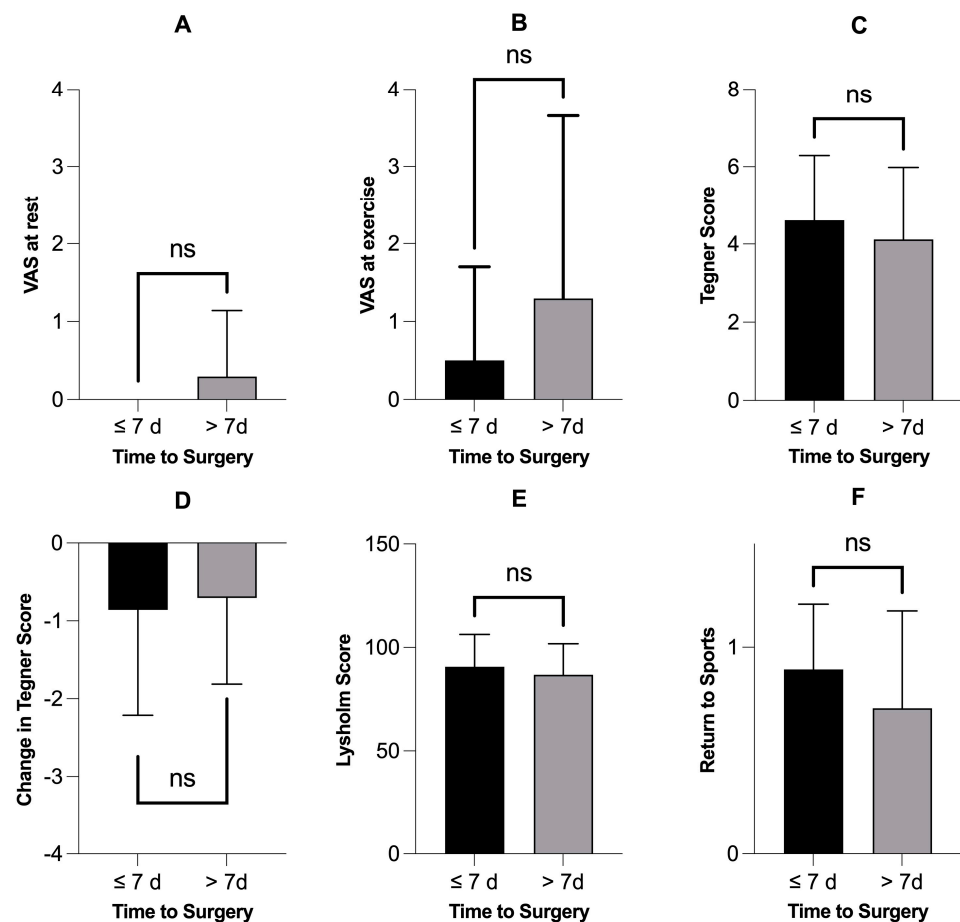 A
ns
4
3
2
1
0
VAS at rest
≤ 7 d > 7d
Time to Surgery
B
ns
4
3
2
1
0
VAS at exercise
≤ 7 d > 7d
Time to Surgery
C
ns
8
6
4
2
0
Tegner Score
≤ 7 d > 7d
Time to Surgery
D
0
-1
-2
-3
-4
Change in Tegner Score
ns
≤ 7 d > 7d
Time to Surgery
E
ns
150
100
50
0
Lysholm Score
≤ 7 d > 7d
Time to Surgery
F
ns
1
0
Return to Sports
≤ 7 d > 7d
Time to Surgery